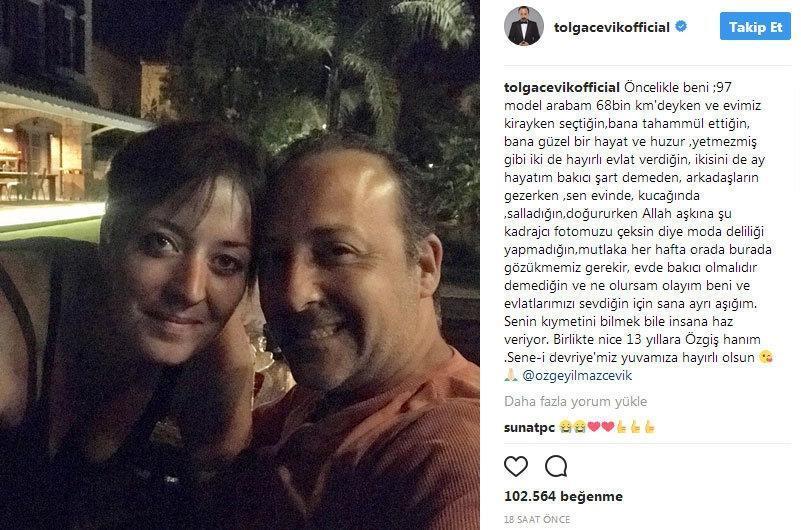 tolgacevikofficial
Takip Et
tolgacevikofficial Öncelikle beni ;97
model arabam 68bin km'deyken ve evimiz
kirayken seçtiğin,bana tahammül ettiğin,
bana güzel bir hayat ve huzur ,yetmezmiş
gibi iki de hayırlı evlat verdiğin, ikisini de ay
hayatım bakıcı şart demeden, arkadaşların
gezerken ,sen evinde, kucağında
,salladığın,doğururken Allah aşkına şu
kadrajcı fotomuzu çeksin diye moda deliliği
yapmadığın,mutlaka her hafta orada burada
gözükmemiz gerekir, evde bakıcı olmalıdır
demediğin ve ne olursam olayım beni ve
evlatlarımızı sevdiğin için sana ayrı aşığım.
Senin kıymetini bilmek bile insana haz
veriyor. Birlikte nice 13 yıllara Özgiş hanım
.Sene-i devriye'miz yuvamıza hayırlı olsun 😘
🙏🏻 @ozgeyilmazcevik
Daha fazla yorum yükle
sunatpc 😂😂❤❤👍👍👍
102.564 beğenme
18 SAAT ÖNCE